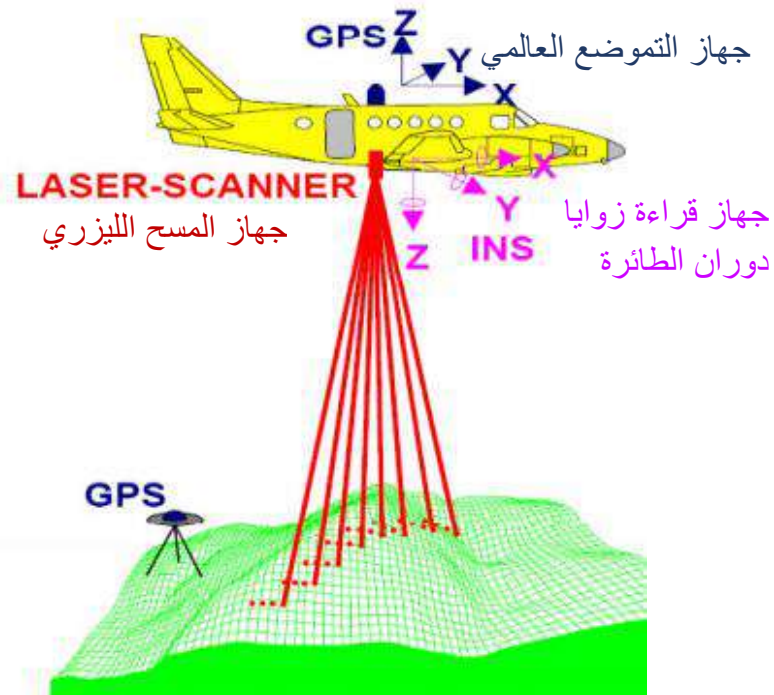 Z
GPS
جهاز التموضع العالمي
Y
X
X
LASER-SCANNER
جهاز المسح الليزري
Y
جهاز قراءة زوايا
Z
INS
دوران الطائرة
GPS